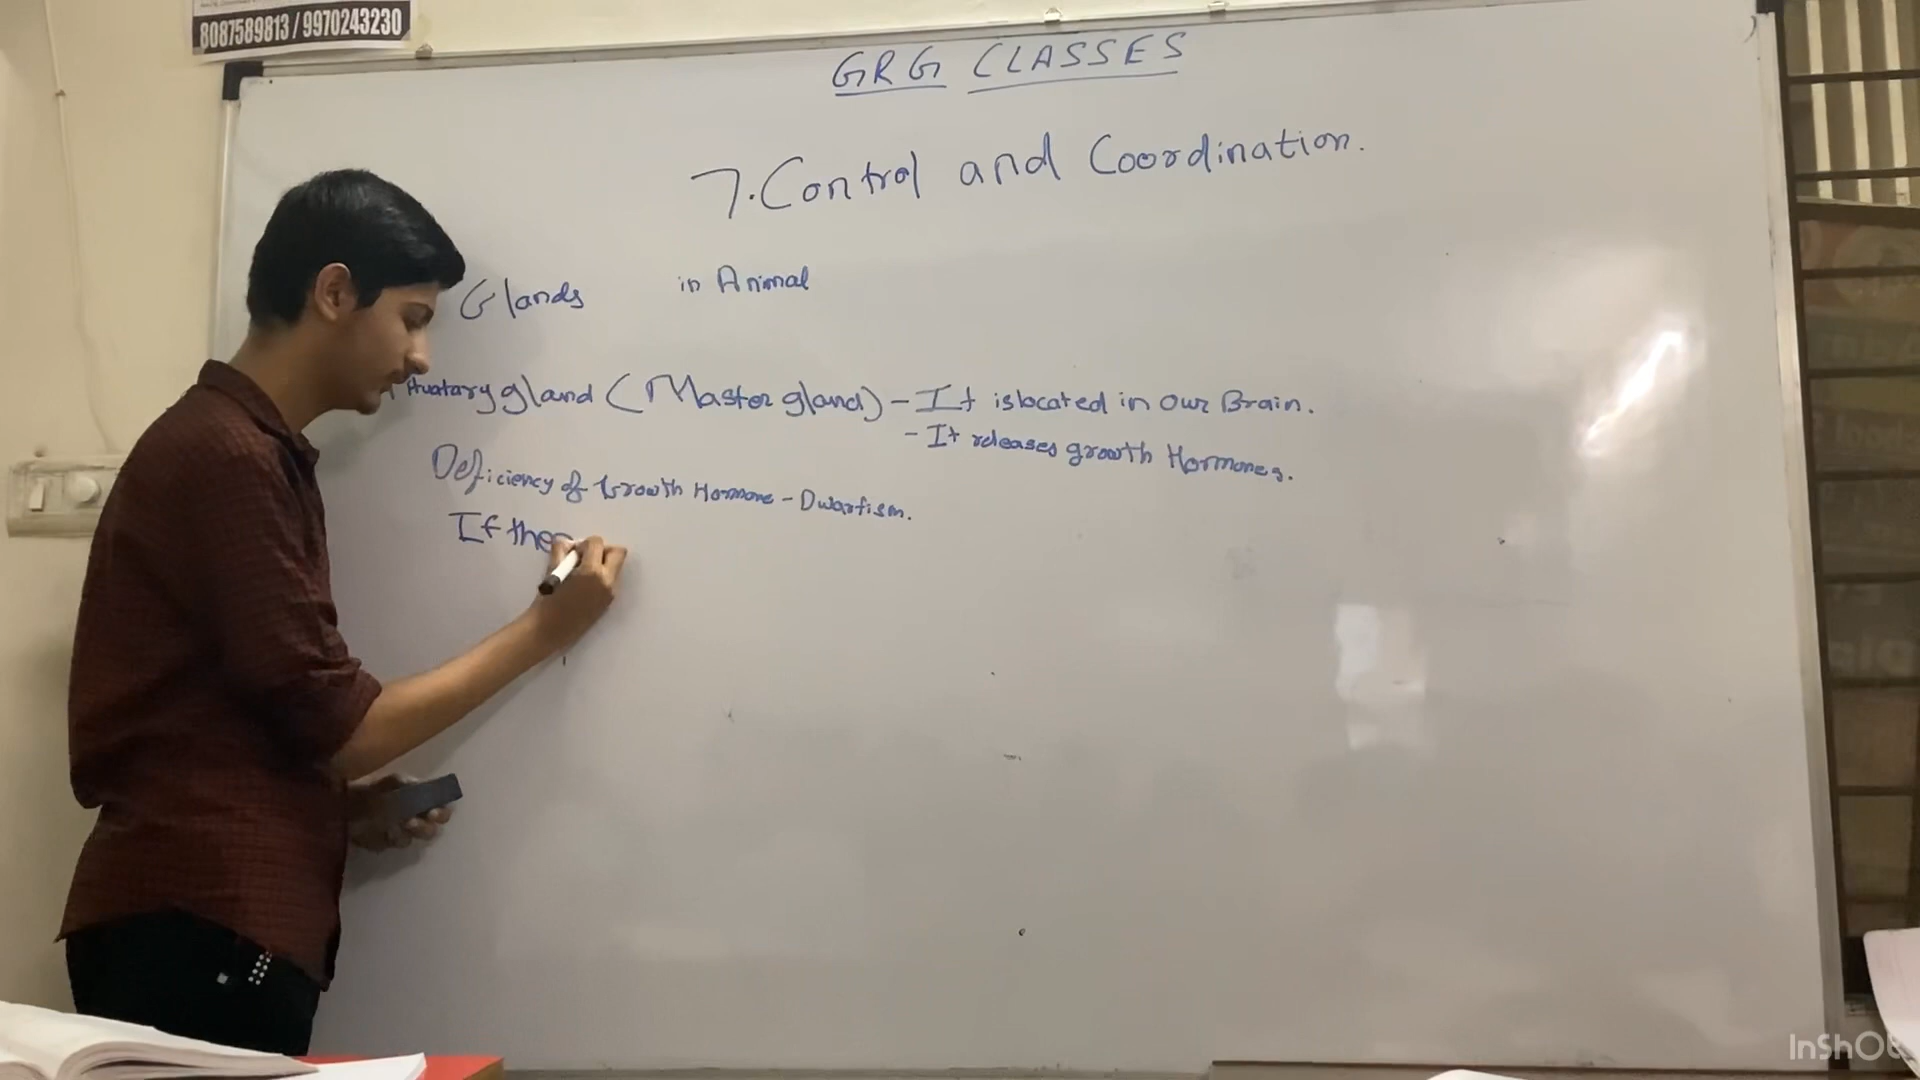 8087589813 / 9970243230
GRG CLASSES
7. Control and Coordination.
Glands in Animal
gland (Master gland) - It is located in our Brain.
- It releases growth Hormones.
Deficiency of Growth Hormone - Dwarfism.
If the
InShOt